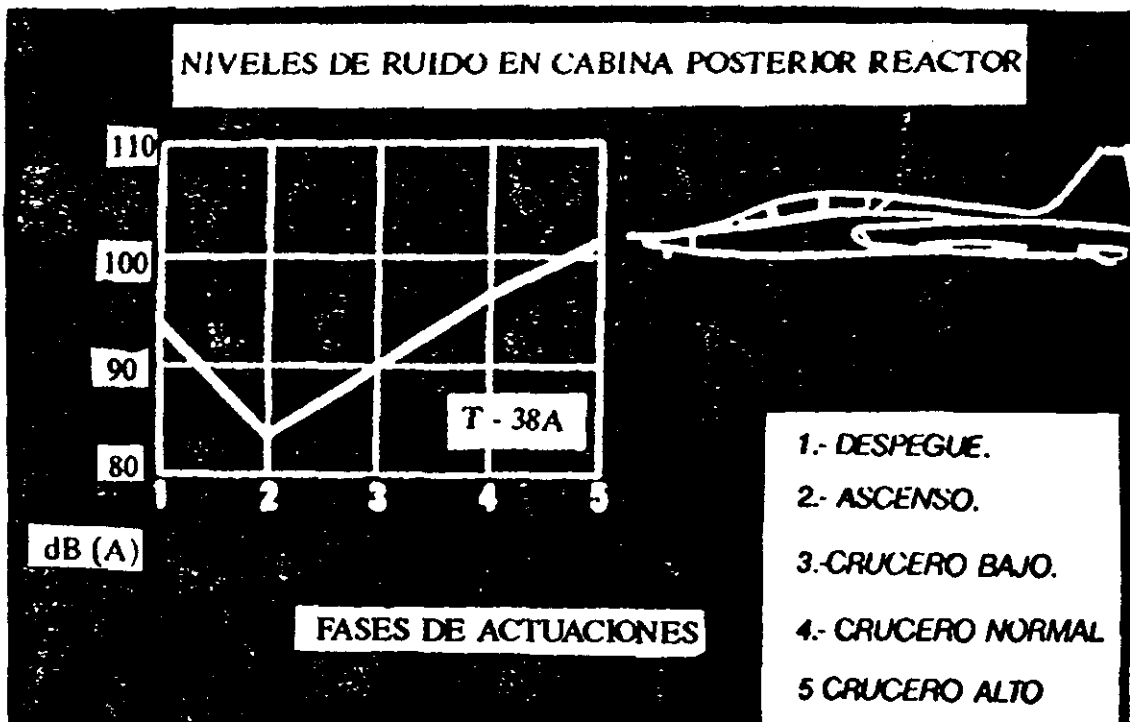 NIVELES DE RUIDO EN CABINA POSTERIOR REACTOR
110
100
90
80
T - 38A
1 2 3 4 5
dB (A)
FASES DE ACTUACIONES
1.- DESPEGUE.
2.- ASCENSO.
3.-CRUCERO BAJO.
4.- CRUCERO NORMAL
5 CRUCERO ALTO